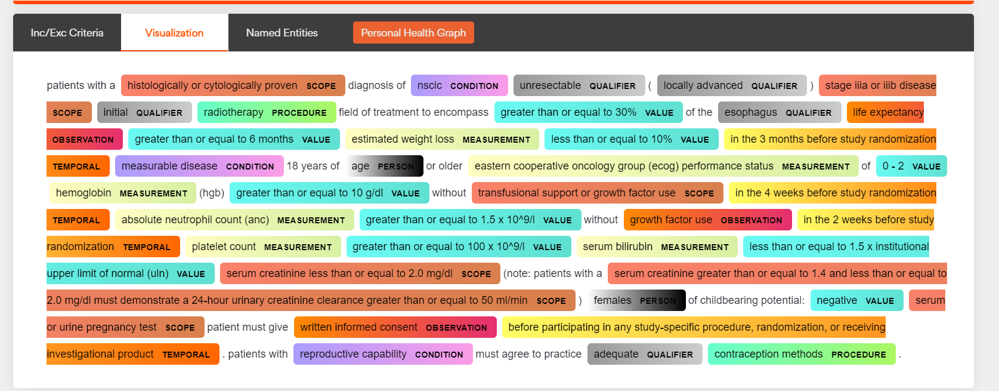 Inc/Exc Criteria Visualization Named Entities Personal Health Graph
patients with a histologically or cytologically proven SCOPE diagnosis of nsclc CONDITION unresectable QUALIFIER ( locally advanced QUALIFIER ) stage iiia or iiib disease
SCOPE initial QUALIFIER radiotherapy PROCEDURE field of treatment to encompass greater than or equal to 30% VALUE of the esophagus QUALIFIER life expectancy
OBSERVATION greater than or equal to 6 months VALUE estimated weight loss MEASUREMENT less than or equal to 10% VALUE in the 3 months before study randomization
TEMPORAL measurable disease CONDITION 18 years of age PERSON or older eastern cooperative oncology group (ecog) performance status MEASUREMENT of 0 - 2 VALUE
hemoglobin MEASUREMENT (hgb) greater than or equal to 10 g/dl VALUE without transfusional support or growth factor use SCOPE in the 4 weeks before study randomization
TEMPORAL absolute neutrophil count (anc) MEASUREMENT greater than or equal to 1.5 x 10^9/l VALUE without growth factor use OBSERVATION in the 2 weeks before study
randomization TEMPORAL platelet count MEASUREMENT greater than or equal to 100 x 10^9/l VALUE serum bilirubin MEASUREMENT less than or equal to 1.5 x institutional
upper limit of normal (uln) VALUE serum creatinine less than or equal to 2.0 mg/dl SCOPE (note: patients with a serum creatinine greater than or equal to 1.4 and less than or equal to
2.0 mg/dl must demonstrate a 24-hour urinary creatinine clearance greater than or equal to 50 ml/min SCOPE ) females PERSON of childbearing potential: negative VALUE serum
or urine pregnancy test SCOPE patient must give written informed consent OBSERVATION before participating in any study-specific procedure, randomization, or receiving
investigational product TEMPORAL . patients with reproductive capability CONDITION must agree to practice adequate QUALIFIER contraception methods PROCEDURE .